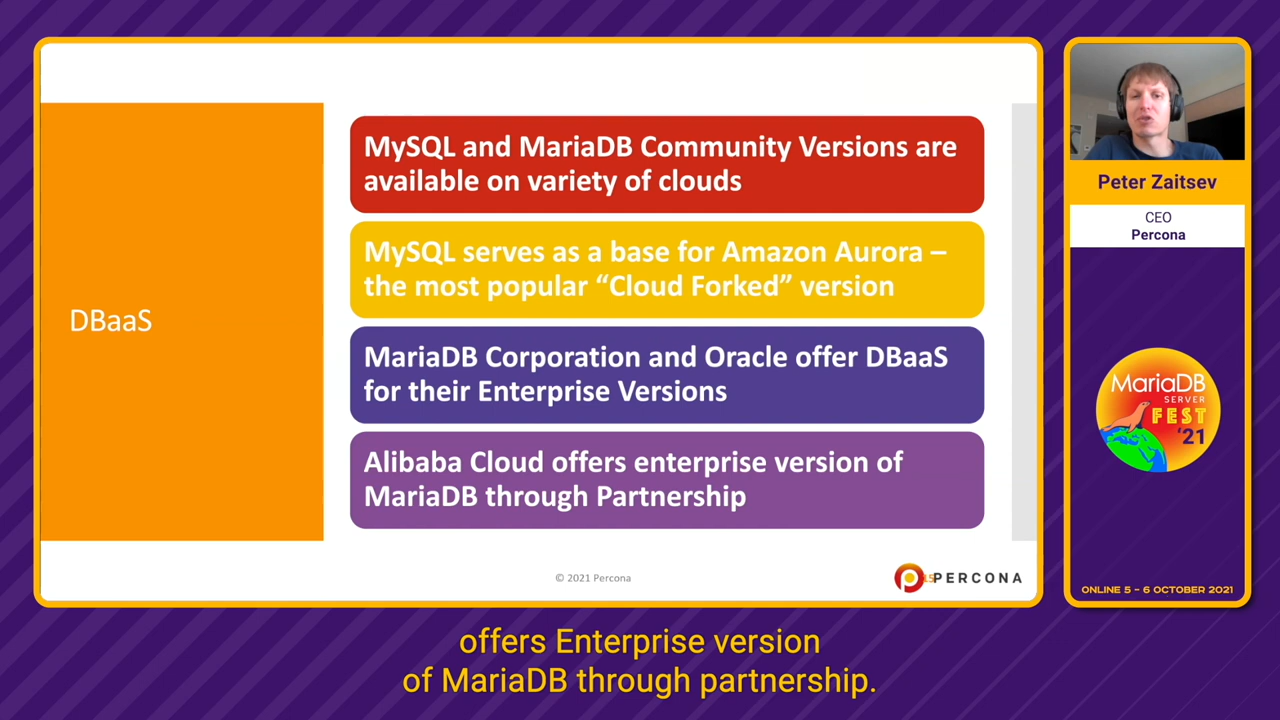 DBaaS
MySQL and MariaDB Community Versions are
available on variety of clouds
MySQL serves as a base for Amazon Aurora –
the most popular “Cloud Forked” version
MariaDB Corporation and Oracle offer DBaaS
for their Enterprise Versions
Alibaba Cloud offers enterprise version of
MariaDB through Partnership
© 2021 Percona
PERCONA
Peter Zaitsev
CEO
Percona
MariaDB
SERVER
FEST
'21
ONLINE 5 – 6 OCTOBER 2021
offers Enterprise version
of MariaDB through partnership.